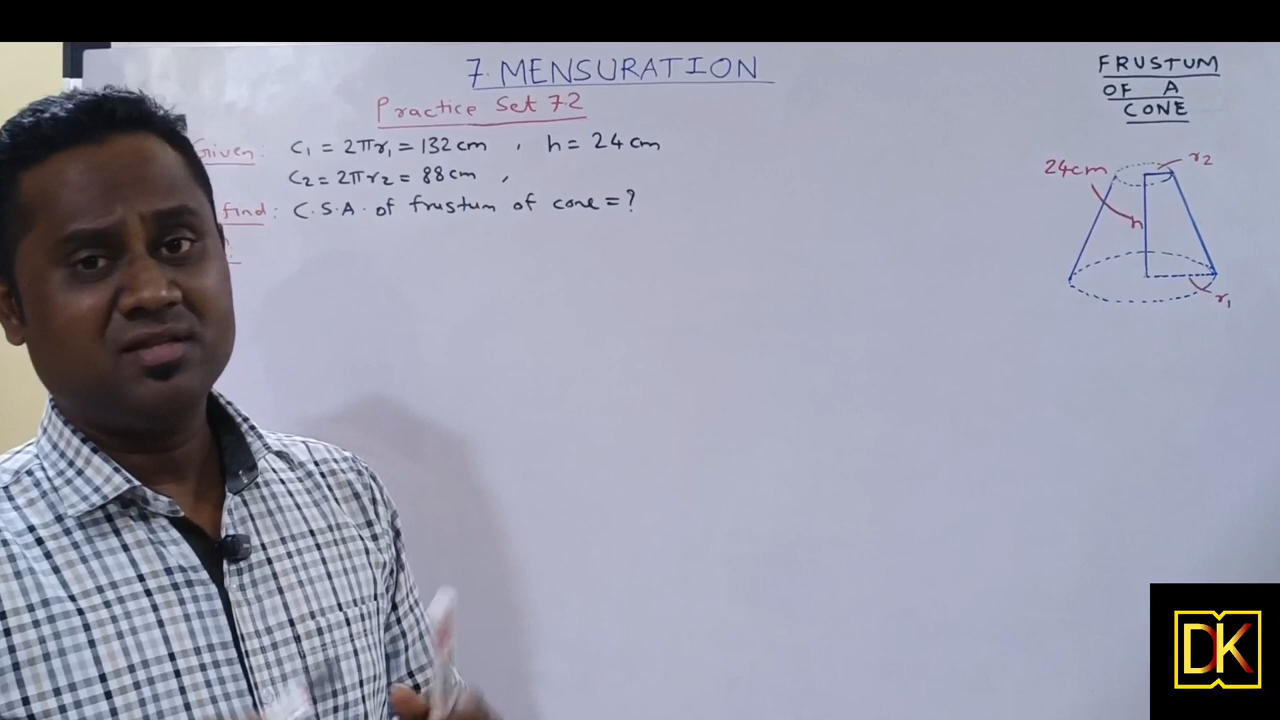 7. MENSURATION
Practice Set 7.2
Given: C₁ = 2πr₁ = 132 cm , h = 24 cm
C₂ = 2πr₂ = 88 cm ,
find: C.S.A. of frustum of cone = ?
FRUSTUM
OF A
CONE
24cm
r₂
h
r₁
DK